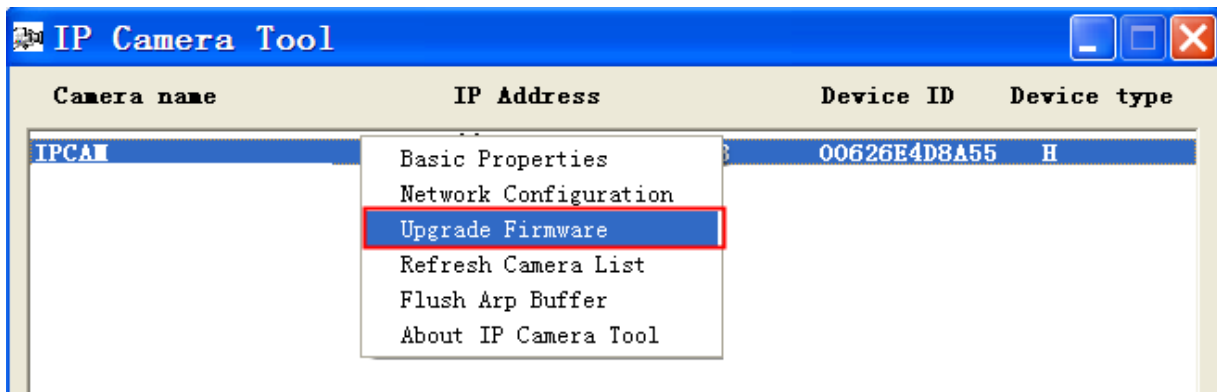 IP Camera Tool
Camera name IP Address Device ID Device type
IPCAM 00626E4D8A55 H
Basic Properties
Network Configuration
Upgrade Firmware
Refresh Camera List
Flush Arp Buffer
About IP Camera Tool